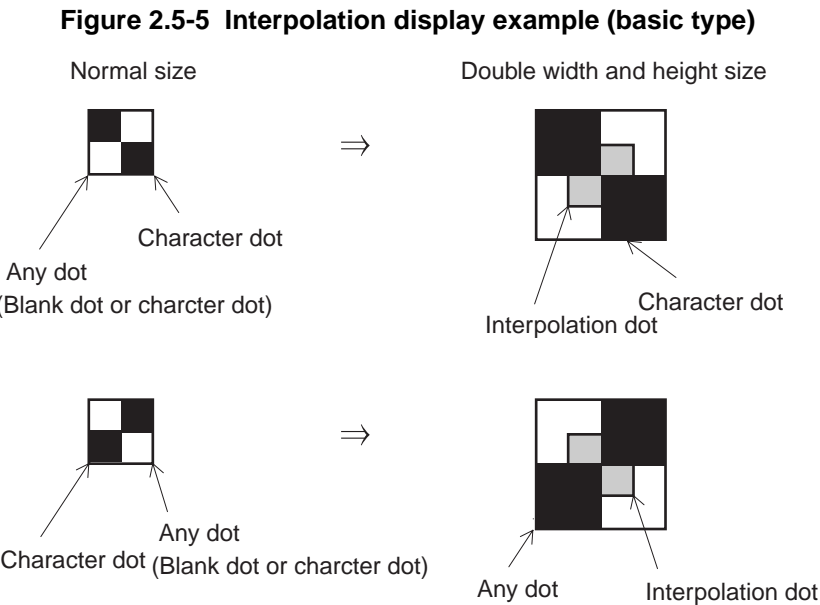 Figure 2.5-5 Interpolation display example (basic type)
Normal size
Double width and height size
⇒
Character dot
Any dot
(Blank dot or charcter dot)
Character dot
Interpolation dot
⇒
Any dot
Character dot
(Blank dot or charcter dot)
Any dot
Interpolation dot